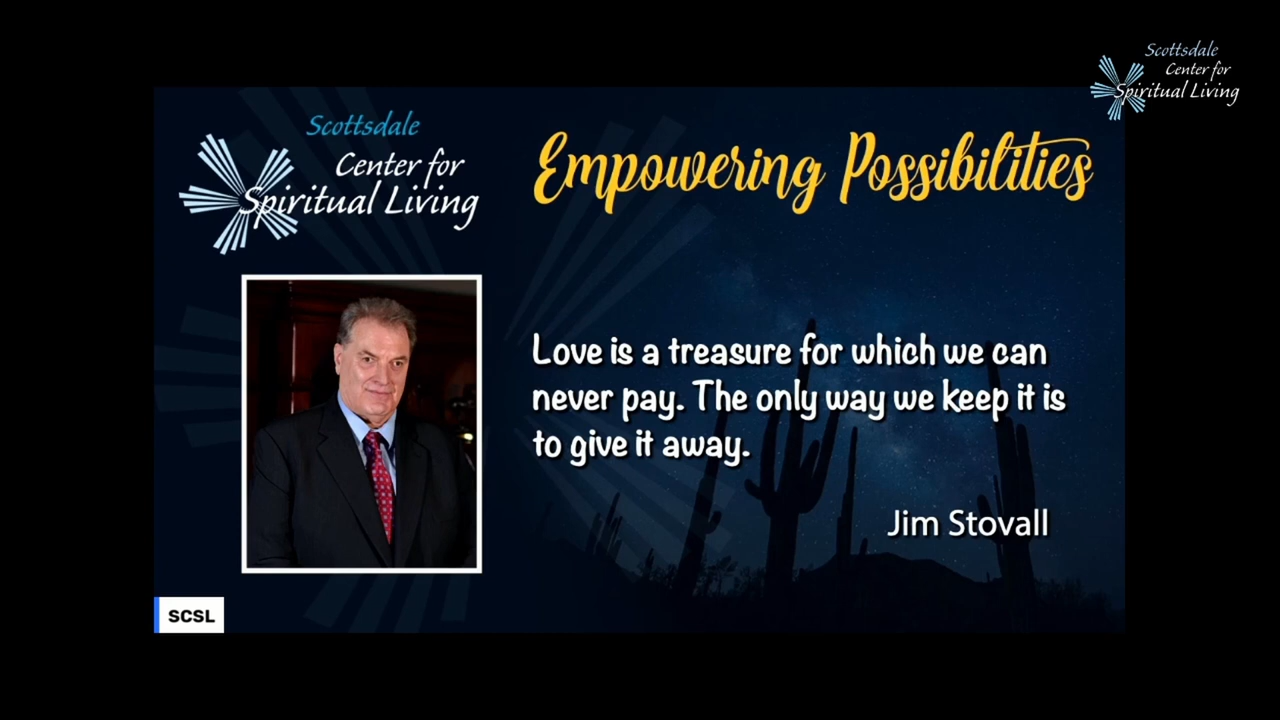 Scottsdale
Center for
Spiritual Living
Scottsdale
Center for
Spiritual Living
Empowering Possibilities
Love is a treasure for which we can
never pay. The only way we keep it is
to give it away.
Jim Stovall
SCSL